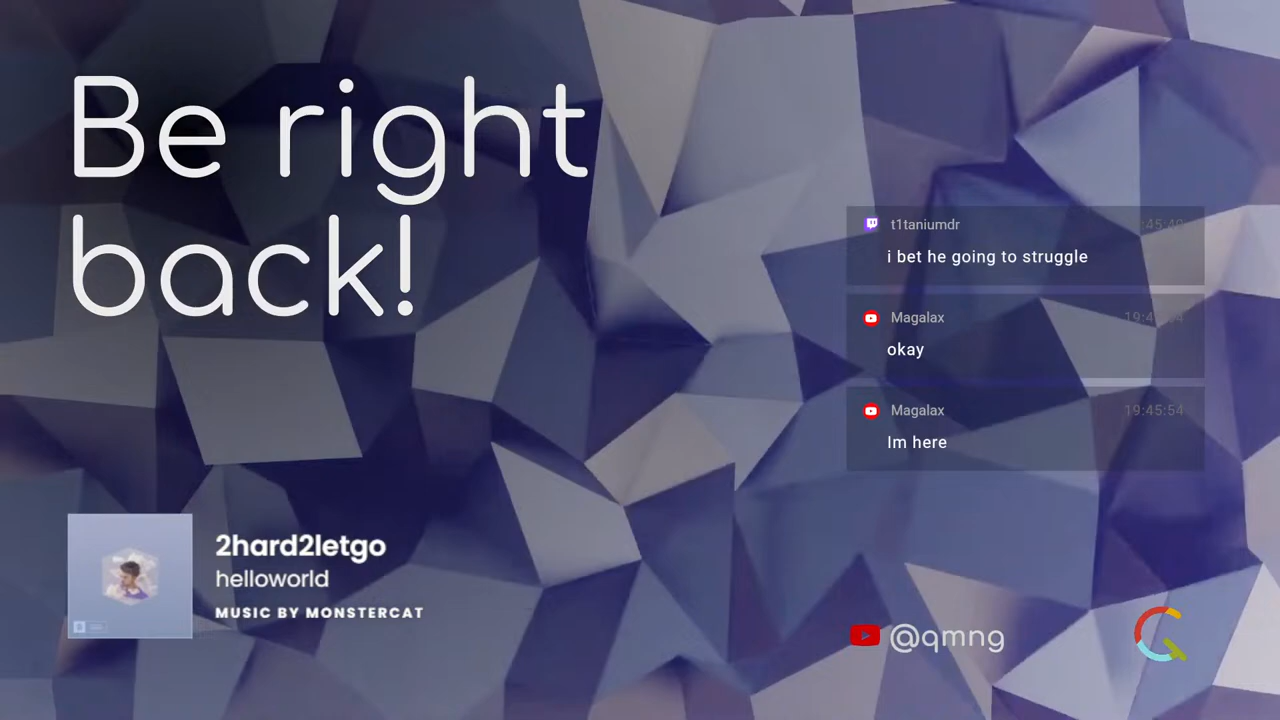 Be right
back!
t1taniumdr
i bet he going to struggle
Magalax
okay
Magalax
19:45:54
Im here
2hard2letgo
helloworld
MUSIC BY MONSTERCAT
@qmng